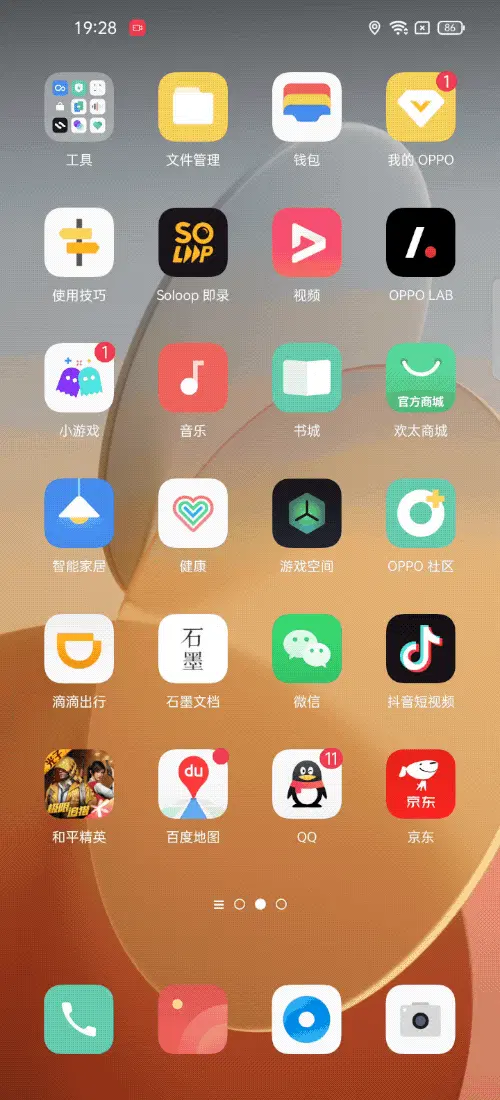 19:28
86
1
工具
文件管理
钱包
我的 OPPO
SO
LOOP
使用技巧
Soloop 即录
视频
OPPO LAB
1
官方商城
小游戏
音乐
书城
欢太商城
智能家居
健康
游戏空间
OPPO 社区
石
墨
滴滴出行
石墨文档
微信
抖音短视频
du
11
京东
和平精英
百度地图
QQ
京东